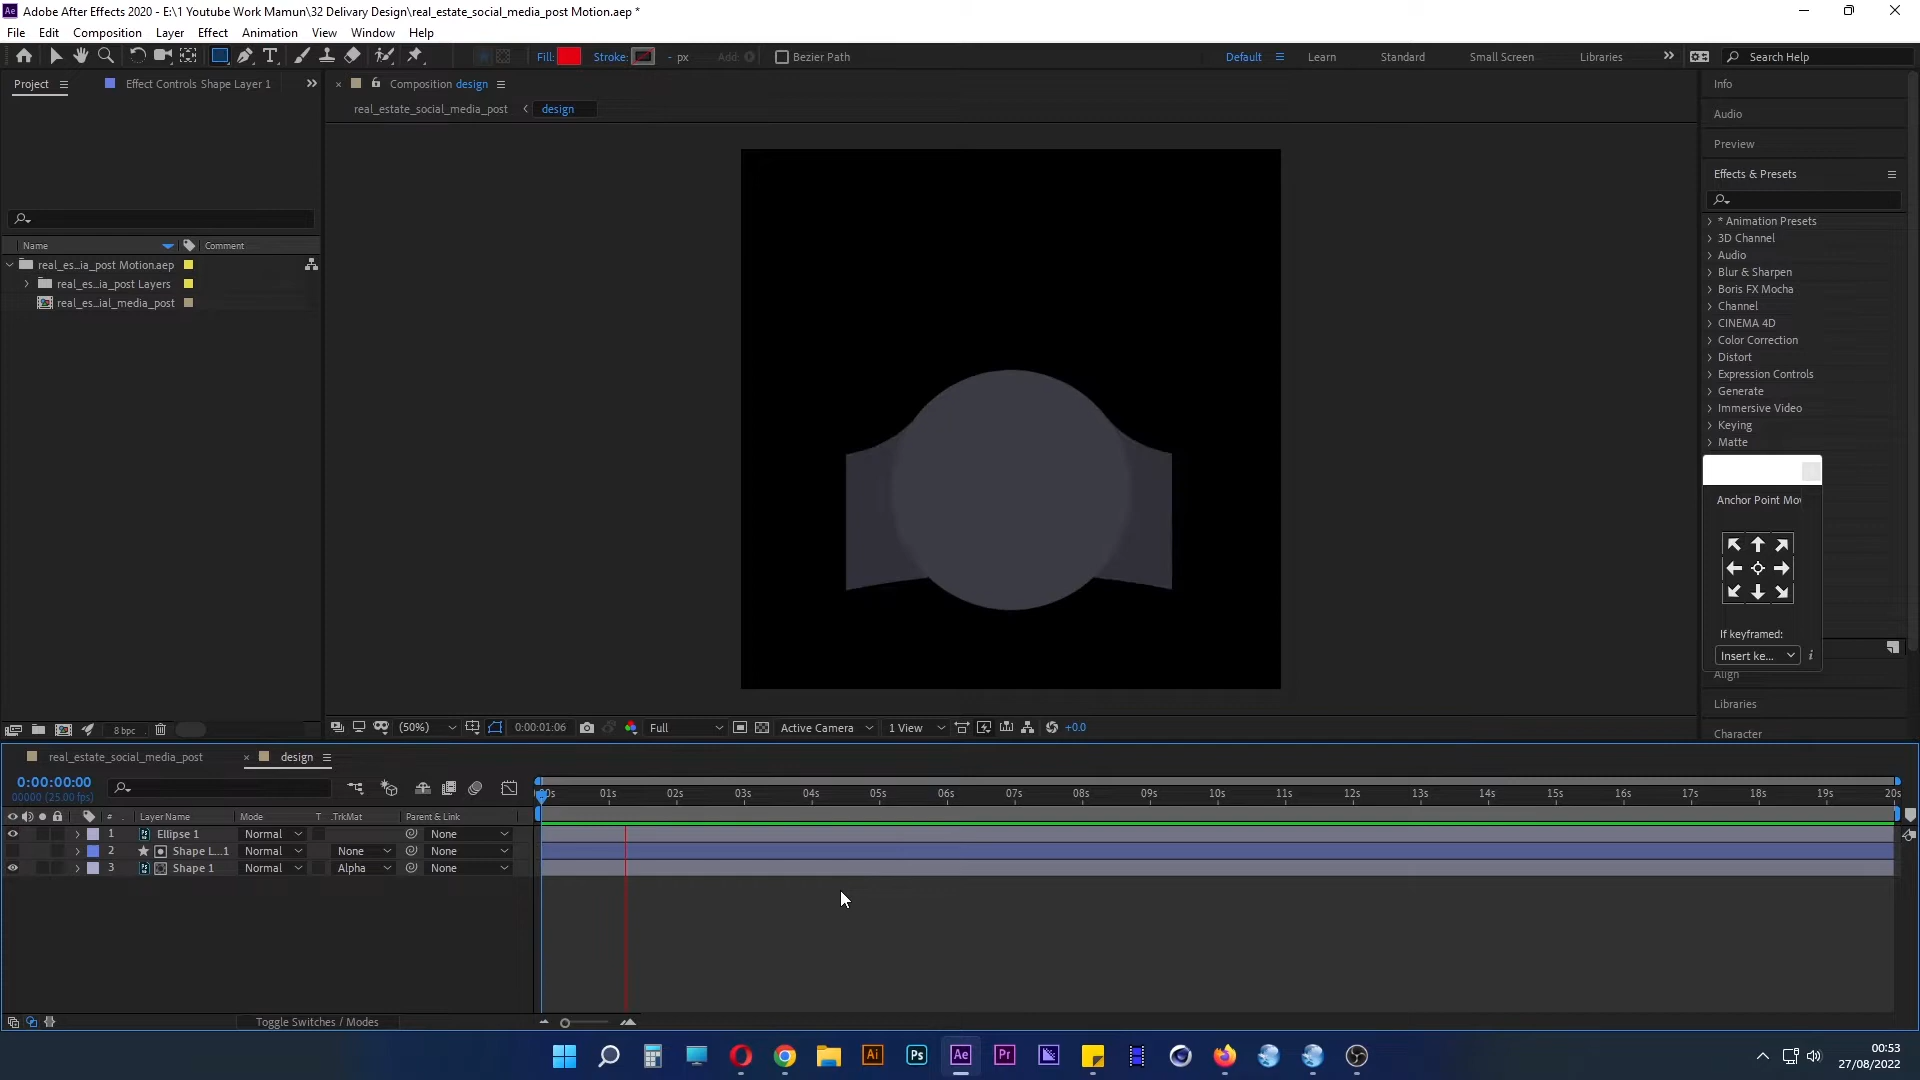 Adobe After Effects 2020 - E:\1 Youtube Work Mamun\32 Delivary Design\real_estate_social_media_post Motion.aep *
File Edit Composition Layer Effect Animation View Window Help
Fill: Stroke: - px Add: Bezier Path Default Learn Standard Small Screen Libraries Search Help
Project Effect Controls Shape Layer 1
Composition design
Info
real_estate_social_media_post design
Audio
Preview
Effects & Presets
Name Comment
* Animation Presets
3D Channel
real_es...ia_post Motion.aep
Audio
real_es...ia_post Layers
Blur & Sharpen
real_es...ial_media_post
Boris FX Mocha
Channel
CINEMA 4D
Color Correction
Distort
Expression Controls
Generate
Immersive Video
Keying
Matte
Anchor Point Mov
If keyframed:
Insert ke...
Align
Libraries
Character
8 bpc
(50%) 0:00:01:06 Full Active Camera 1 View +0.0
real_estate_social_media_post design
0:00:00:00
00000 (25.00 fps)
00s 01s 02s 03s 04s 05s 06s 07s 08s 09s 10s 11s 12s 13s 14s 15s 16s 17s 18s 19s 20s
# Layer Name Mode T .TrkMat Parent & Link
1 Ellipse 1 Normal None
2 Shape L...1 Normal None None
3 Shape 1 Normal Alpha None
Toggle Switches / Modes
Ai Ps Ae Pr
00:53
27/08/2022